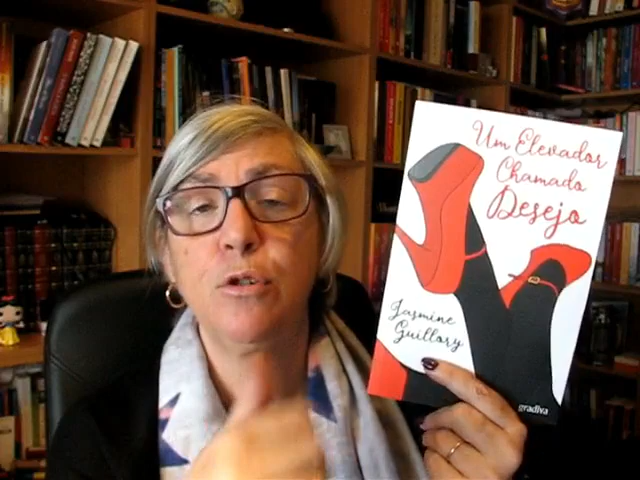 Um Elevador
Chamado
Desejo
Jasmine
Guillory
gradiva